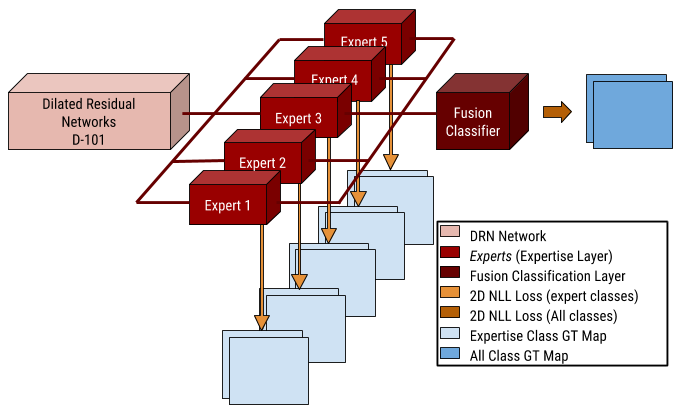 Expert 5
Expert 4
Dilated Residual
Networks
D-101
Expert 3
Fusion
Classifier
Expert 2
Expert 1
DRN Network
Experts (Expertise Layer)
Fusion Classification Layer
2D NLL Loss (expert classes)
2D NLL Loss (All classes)
Expertise Class GT Map
All Class GT Map